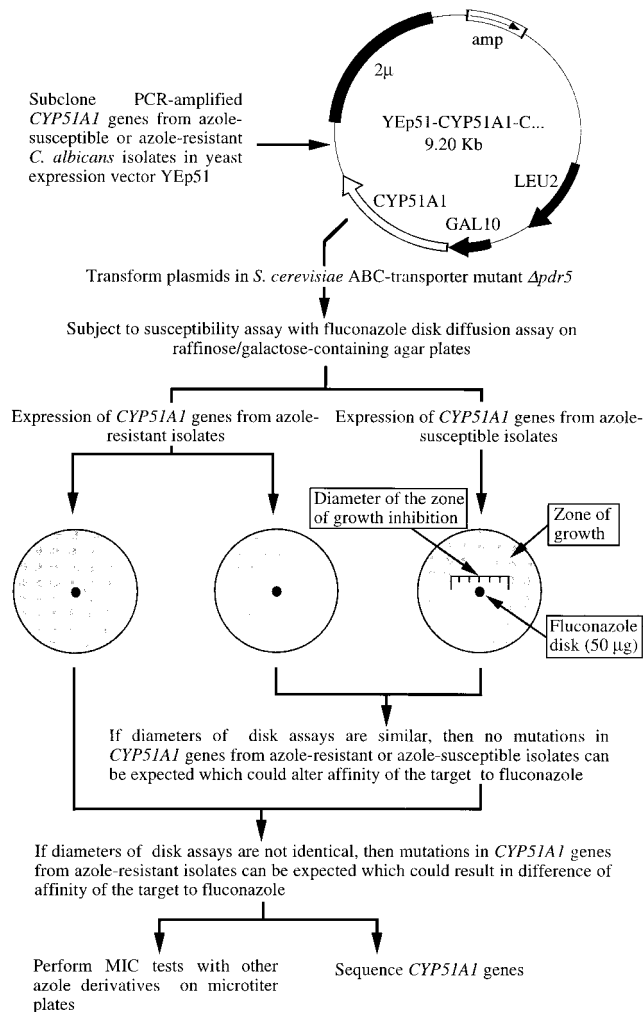 amp
2μ
Subclone PCR-amplified
CYP51A1 genes from azole-
susceptible or azole-resistant
C. albicans isolates in yeast
expression vector YEp51
YEp51-CYP51A1-C...
9.20 Kb
LEU2
CYP51A1
GAL10
Transform plasmids in S. cerevisiae ABC-transporter mutant Δpdr5
Subject to susceptibility assay with fluconazole disk diffusion assay on
raffinose/galactose-containing agar plates
Expression of CYP51A1 genes from azole-
resistant isolates
Expression of CYP51A1 genes from azole-
susceptible isolates
Diameter of the zone
of growth inhibition
Zone of
growth
Fluconazole
disk (50 μg)
If diameters of disk assays are similar, then no mutations in
CYP51A1 genes from azole-resistant or azole-susceptible isolates can
be expected which could alter affinity of the target to fluconazole
If diameters of disk assays are not identical, then mutations in CYP51A1 genes
from azole-resistant isolates can be expected which could result in difference of
affinity of the target to fluconazole
Perform MIC tests with other
azole derivatives on microtiter
plates
Sequence CYP51A1 genes